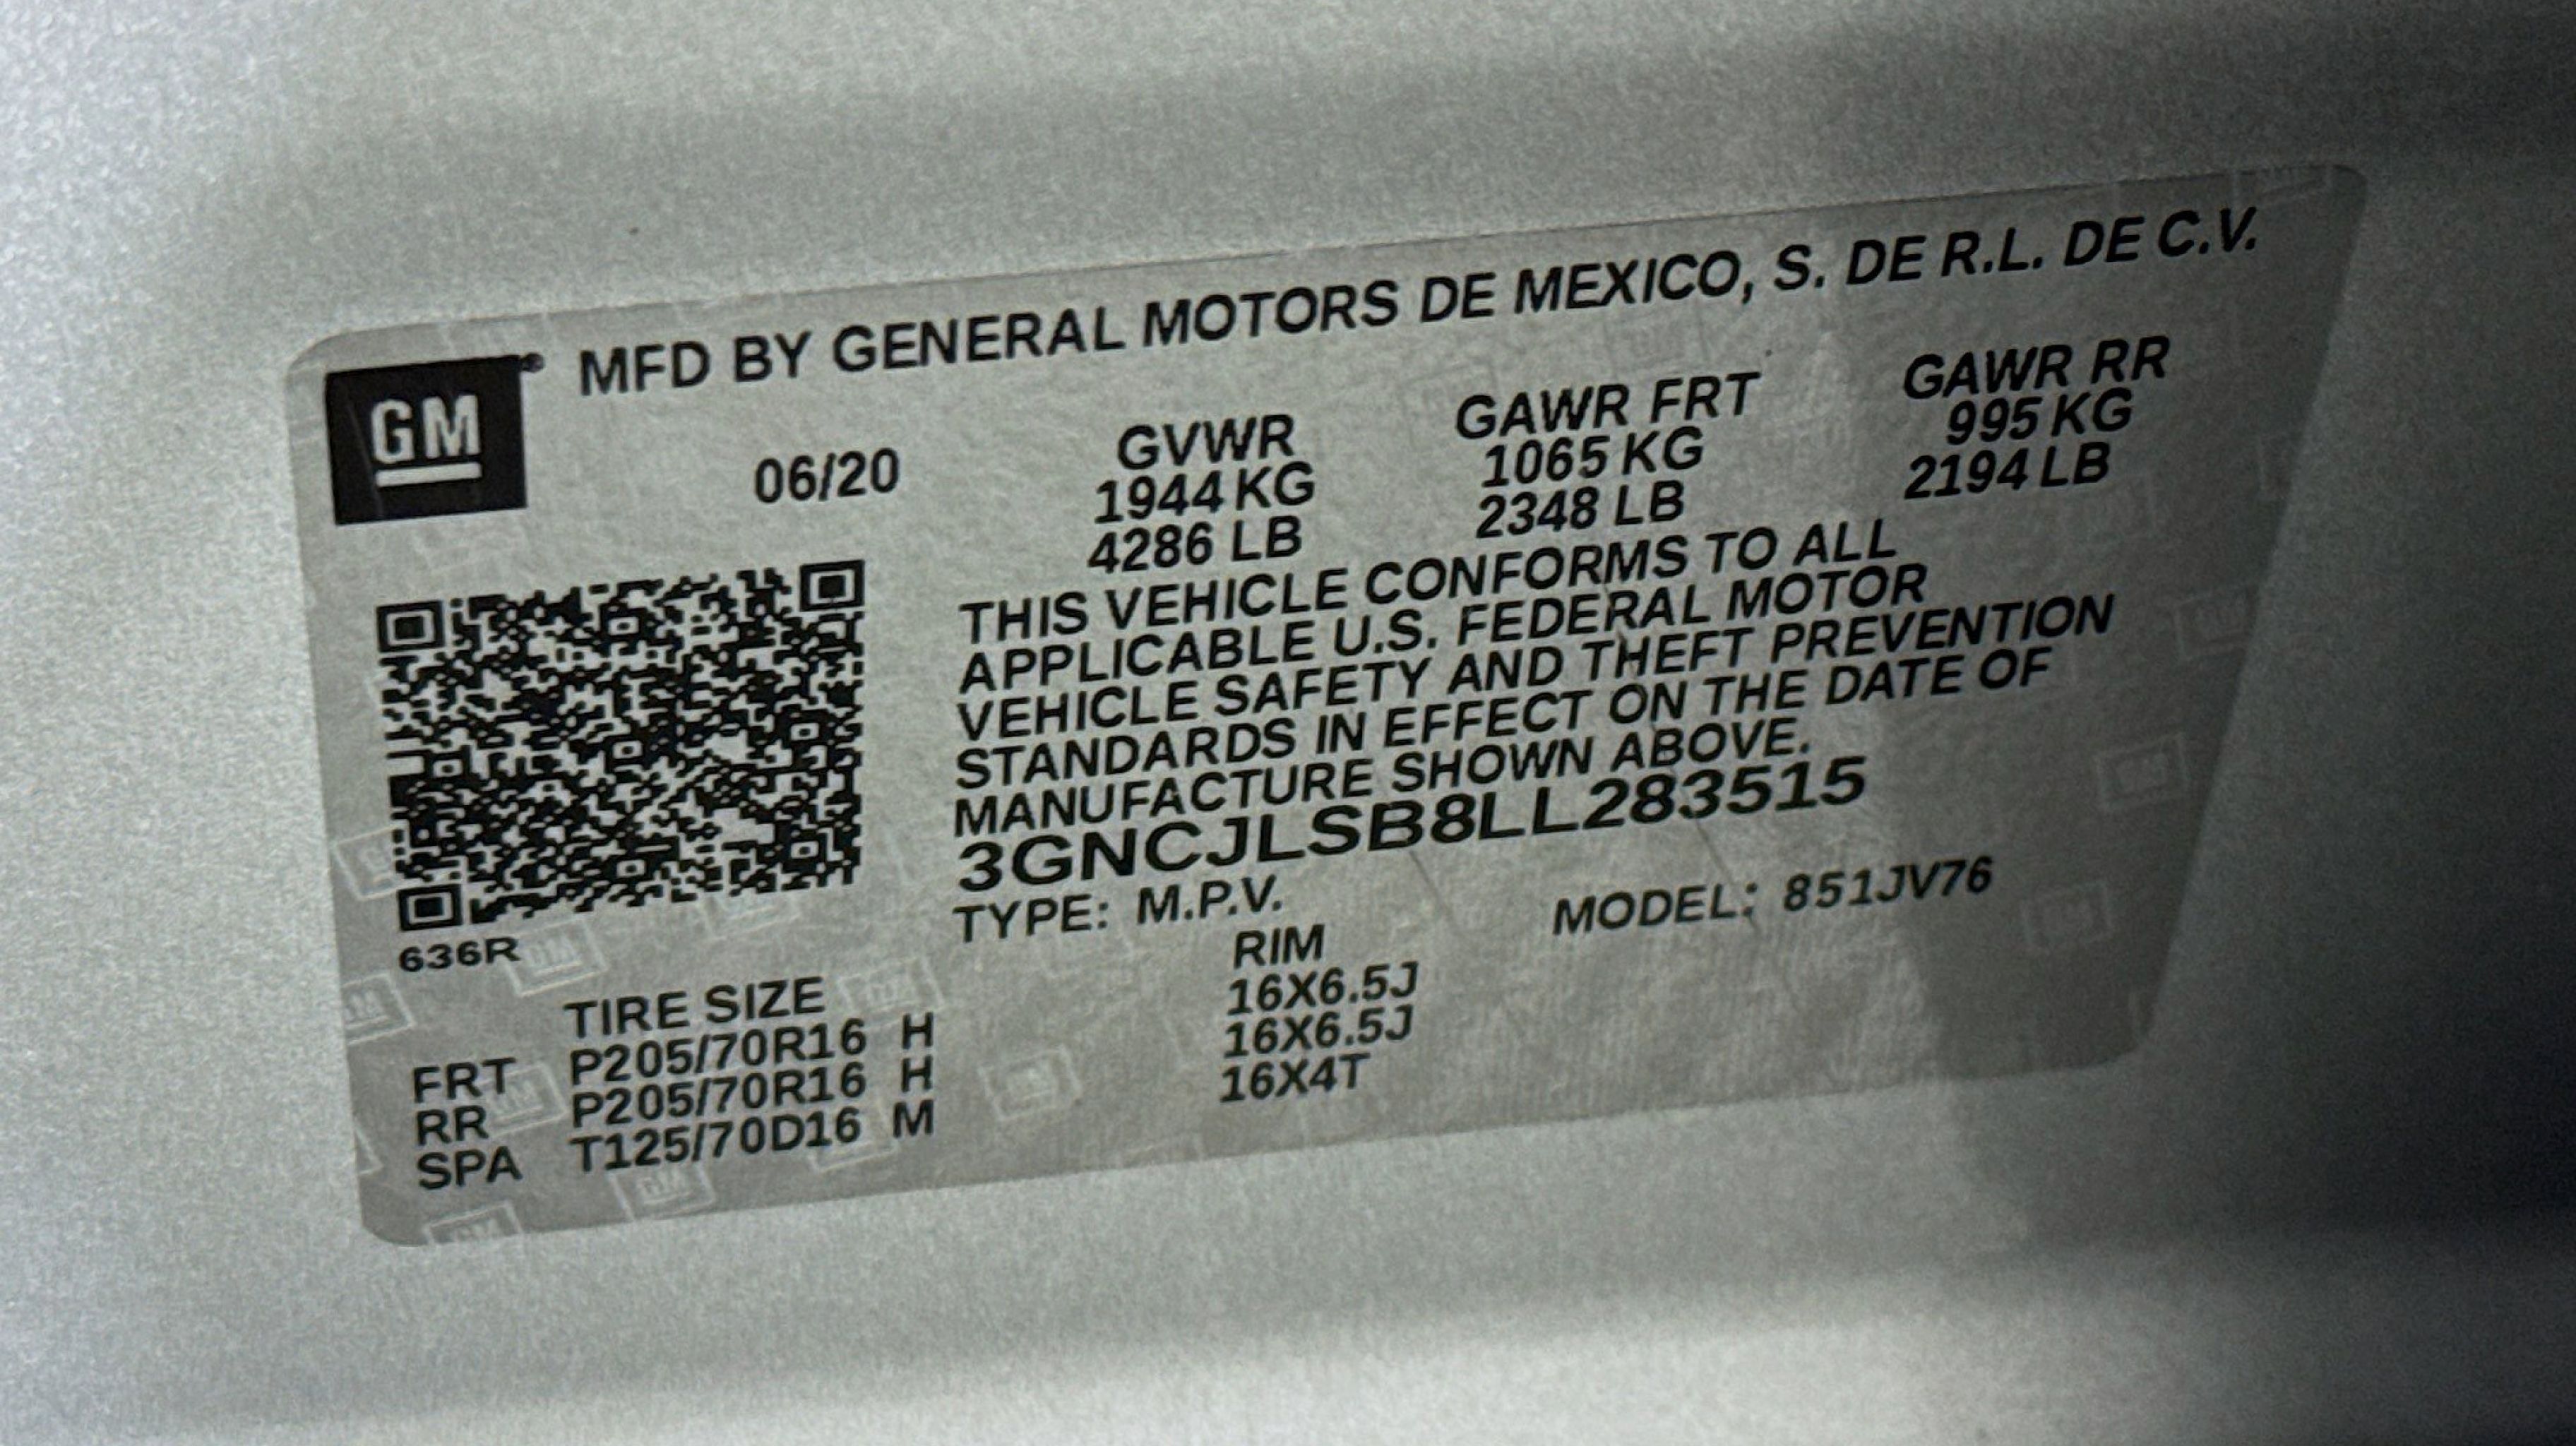 GM
MFD BY GENERAL MOTORS DE MEXICO, S. DE R.L. DE C.V.
06/20
GVWR
1944 KG
4286 LB
GAWR FRT
1065 KG
2348 LB
GAWR RR
995 KG
2194 LB
THIS VEHICLE CONFORMS TO ALL
APPLICABLE U.S. FEDERAL MOTOR
VEHICLE SAFETY AND THEFT PREVENTION
STANDARDS IN EFFECT ON THE DATE OF
MANUFACTURE SHOWN ABOVE.
3GNCJLSB8LL283515
TYPE: M.P.V. MODEL: 851JV76
636R
TIRE SIZE RIM
FRT P205/70R16 H 16X6.5J
RR P205/70R16 H 16X6.5J
SPA T125/70D16 M 16X4T